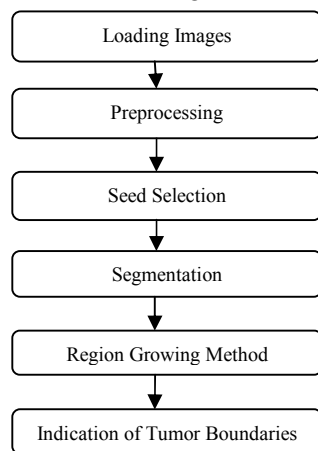 Loading Images
Preprocessing
Seed Selection
Segmentation
Region Growing Method
Indication of Tumor Boundaries